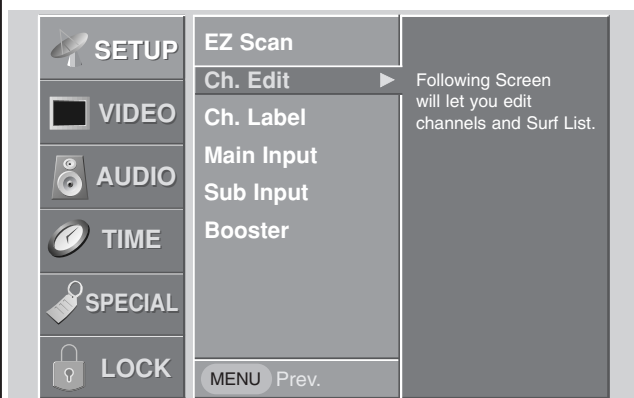 SETUP
VIDEO
AUDIO
TIME
SPECIAL
LOCK
EZ Scan
Ch. Edit ▶
Ch. Label
Main Input
Sub Input
Booster
MENU Prev.
Following Screen
will let you edit
channels and Surf List.